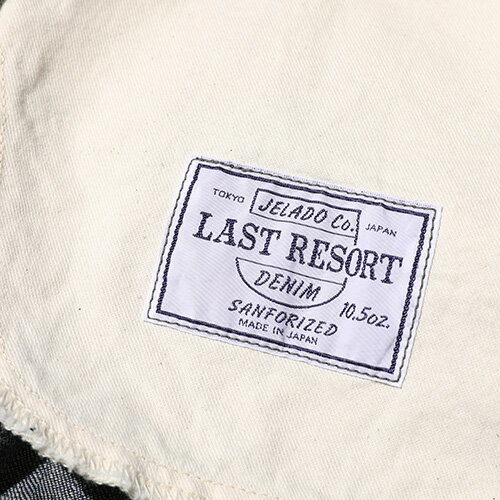 TOKYO JELADO CO. JAPAN
LAST RESORT
DENIM
SANFORIZED 10.5oz.
MADE IN JAPAN